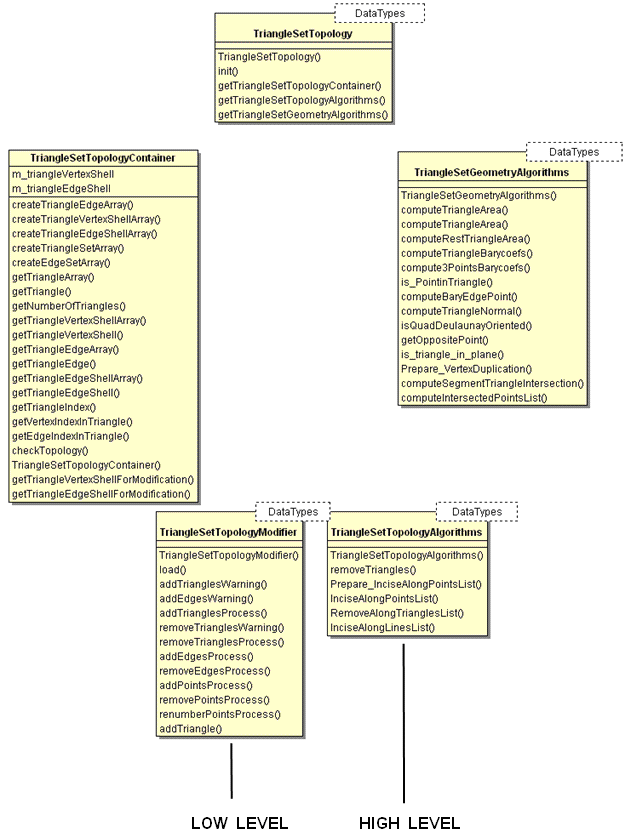 DataTypes
TriangleSetTopology
TriangleSetTopology()
init()
getTriangleSetTopologyContainer()
getTriangleSetTopologyAlgorithms()
getTriangleSetGeometryAlgorithms()
TriangleSetTopologyContainer
m_triangleVertexShell
m_triangleEdgeShell
createTriangleEdgeArray()
createTriangleVertexShellArray()
createTriangleEdgeShellArray()
createTriangleSetArray()
createEdgeSetArray()
getTriangleArray()
getTriangle()
getNumberOfTriangles()
getTriangleVertexShellArray()
getTriangleVertexShell()
getTriangleEdgeArray()
getTriangleEdge()
getTriangleEdgeShellArray()
getTriangleEdgeShell()
getTriangleIndex()
getVertexIndexInTriangle()
getEdgeIndexInTriangle()
checkTopology()
TriangleSetTopologyContainer()
getTriangleVertexShellForModification()
getTriangleEdgeShellForModification()
DataTypes
TriangleSetGeometryAlgorithms
TriangleSetGeometryAlgorithms()
computeTriangleArea()
computeTriangleArea()
computeRestTriangleArea()
computeTriangleBarycoefs()
compute3PointsBarycoefs()
is_PointinTriangle()
computeBaryEdgePoint()
computeTriangleNormal()
isQuadDeulaunayOriented()
getOppositePoint()
is_triangle_in_plane()
Prepare_VertexDuplication()
computeSegmentTriangleIntersection()
computeIntersectedPointsList()
DataTypes
TriangleSetTopologyModifier
TriangleSetTopologyModifier()
load()
addTrianglesWarning()
addEdgesWarning()
addTrianglesProcess()
removeTrianglesWarning()
removeTrianglesProcess()
addEdgesProcess()
removeEdgesProcess()
addPointsProcess()
removePointsProcess()
renumberPointsProcess()
addTriangle()
DataTypes
TriangleSetTopologyAlgorithms
TriangleSetTopologyAlgorithms()
removeTriangles()
Prepare_InciseAlongPointsList()
InciseAlongPointsList()
RemoveAlongTrianglesList()
InciseAlongLinesList()
LOW LEVEL
HIGH LEVEL